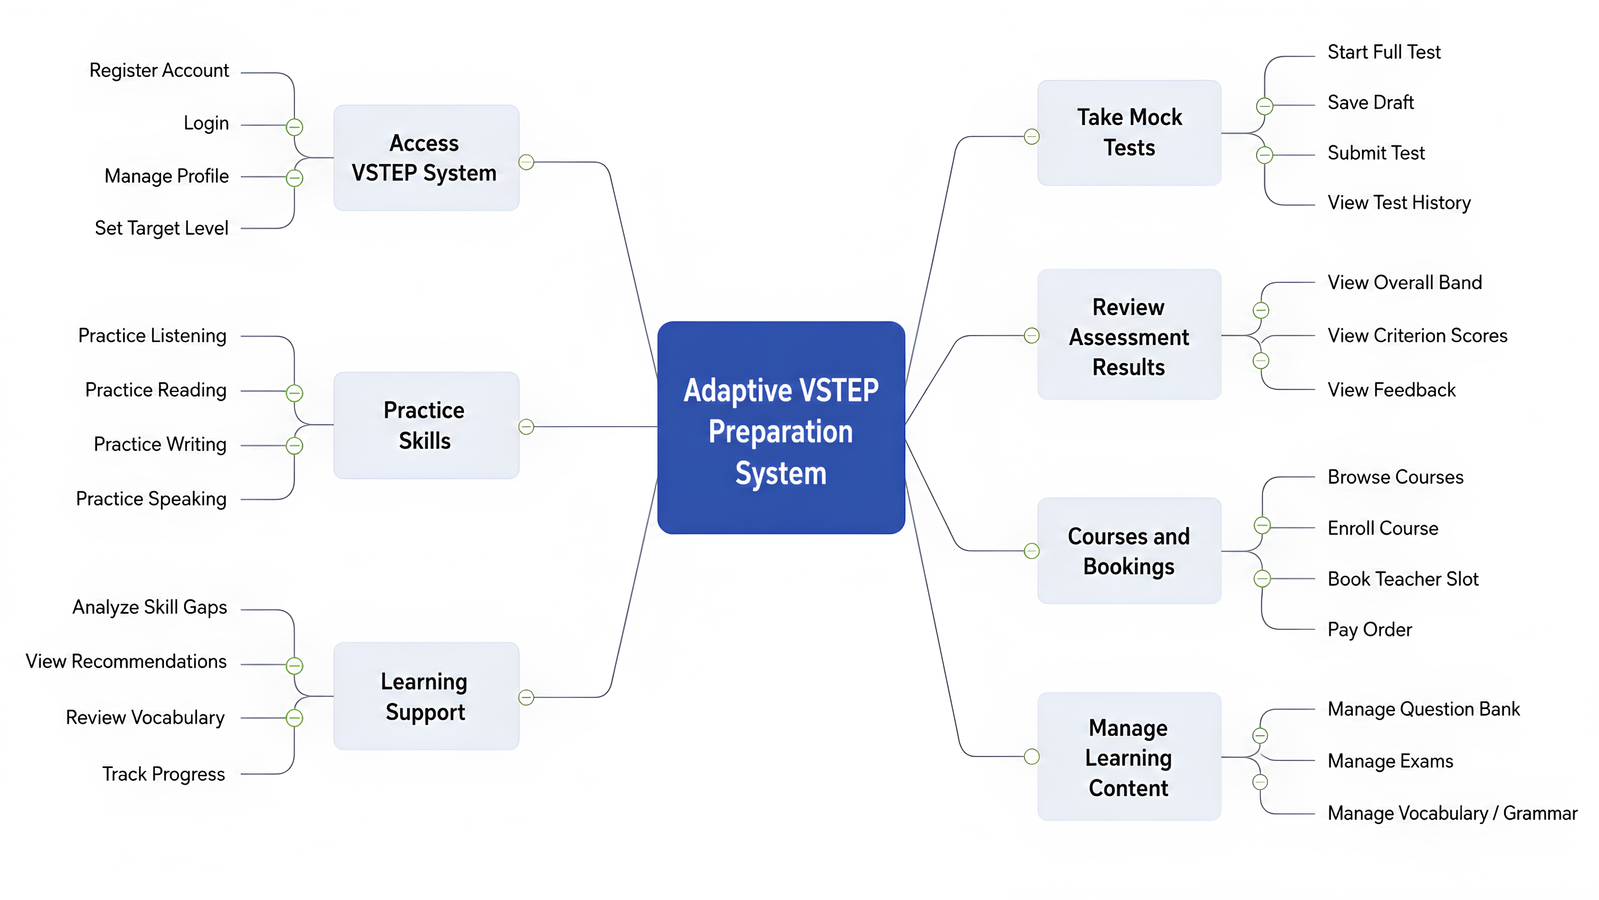 Register Account
Login
Manage Profile
Set Target Level
Access
VSTEP System
Practice Listening
Practice Reading
Practice Writing
Practice Speaking
Practice
Skills
Analyze Skill Gaps
View Recommendations
Review Vocabulary
Track Progress
Learning
Support
Adaptive VSTEP
Preparation
System
Take Mock
Tests
Start Full Test
Save Draft
Submit Test
View Test History
Review
Assessment
Results
View Overall Band
View Criterion Scores
View Feedback
Courses and
Bookings
Browse Courses
Enroll Course
Book Teacher Slot
Pay Order
Manage
Learning
Content
Manage Question Bank
Manage Exams
Manage Vocabulary / Grammar